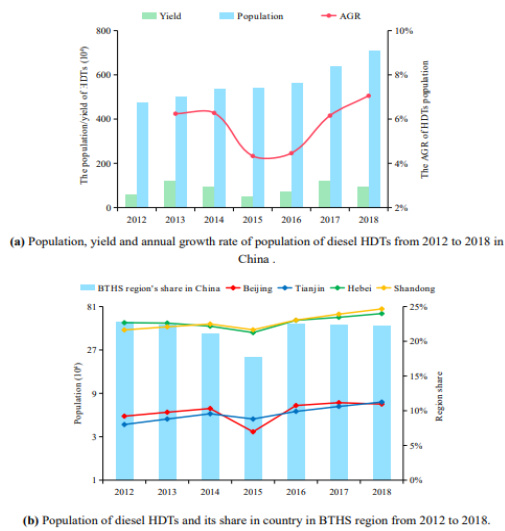 Yield Population AGR
800 10%
600 8%
400 6%
200 4%
0 2%
The population/yield of HDTs (10⁴)
The AGR of HDTs population
2012 2013 2014 2015 2016 2017 2018
(a) Population, yield and annual growth rate of population of diesel HDTs from 2012 to 2018 in
China .
BTHS region's share in China Beijing Tianjin Hebei Shandong
81 25%
20%
27
15%
9
10%
3
5%
1 0%
Population (10⁴)
Region share
2012 2013 2014 2015 2016 2017 2018
(b) Population of diesel HDTs and its share in country in BTHS region from 2012 to 2018.